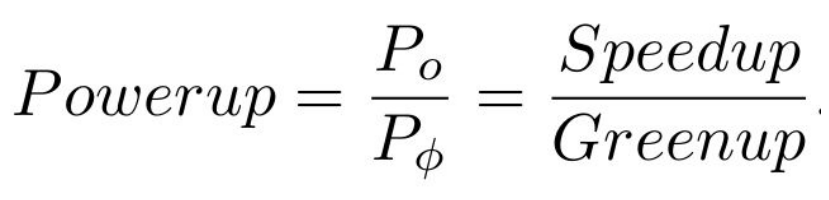 Powerup = P_o / P_ϕ = Speedup / Greenup.